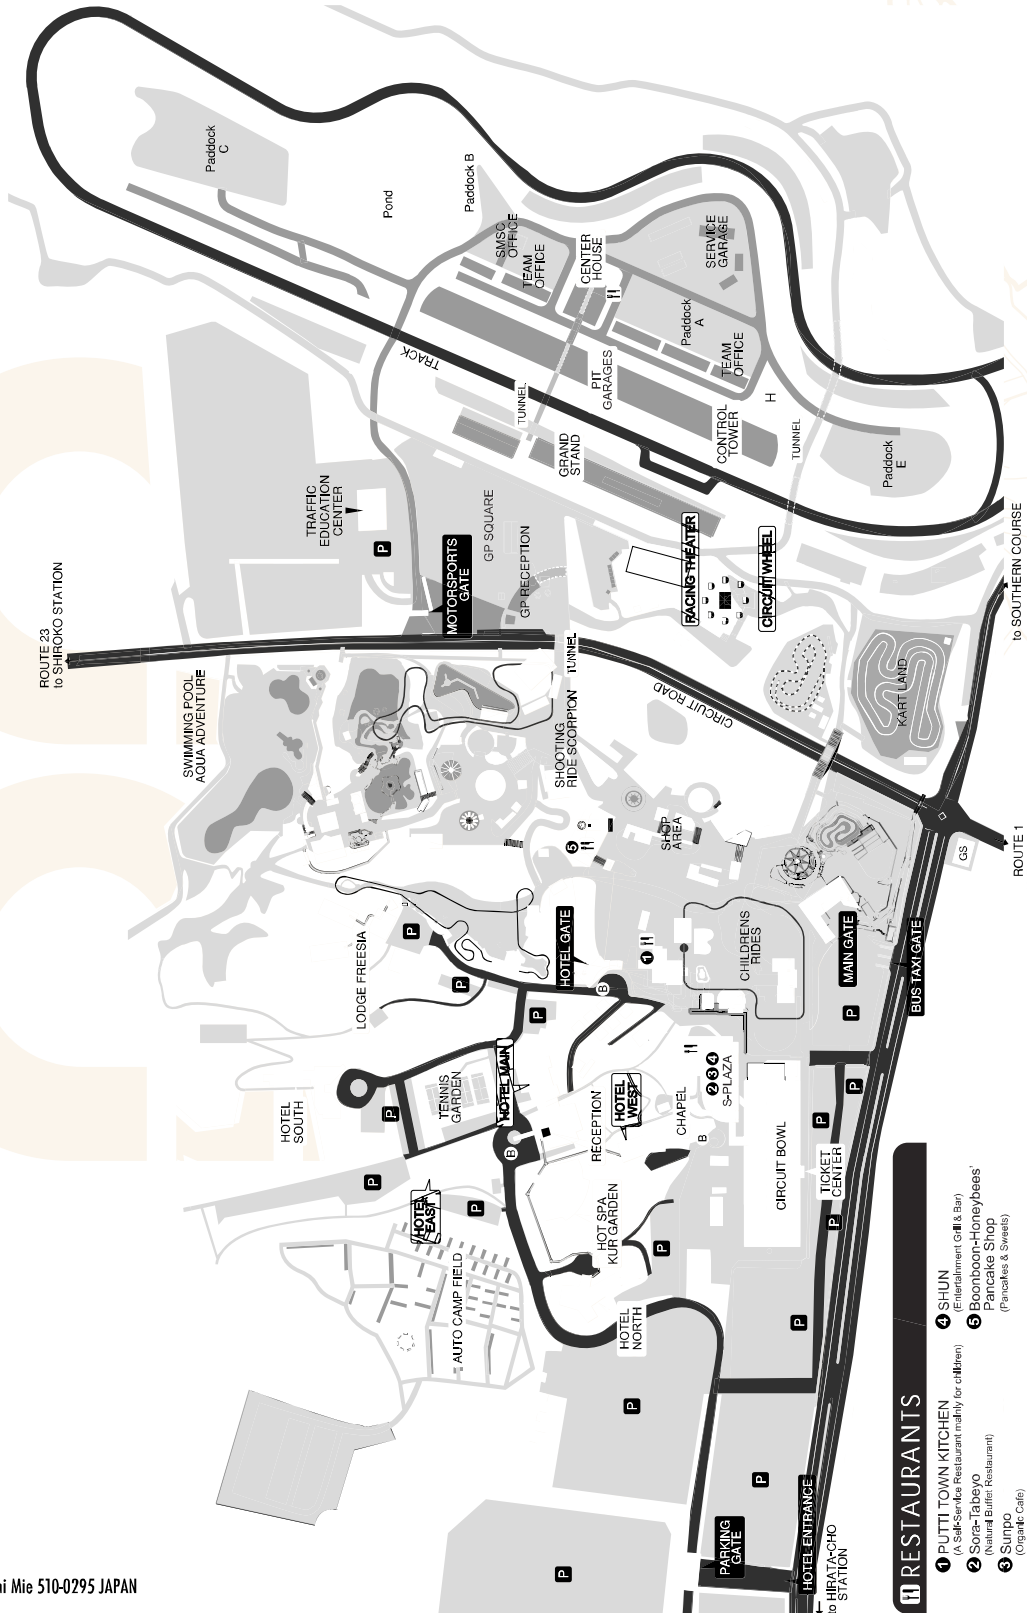 Paddock
C
Pond
Paddock B
SMSC
OFFICE
TEAM
OFFICE
CENTER
HOUSE
SERVICE
GARAGE
Paddock
A
TEAM
OFFICE
TRACK
TUNNEL
PIT
GARAGES
GRAND
STAND
CONTROL
TOWER
H
TUNNEL
Paddock
E
TRAFFIC
EDUCATION
CENTER
P
MOTORSPORTS
GATE
GP SQUARE
GP RECEPTION
RACING THEATER
CIRCUIT WHEEL
to SOUTHERN COURSE
ROUTE 23
to SHIROKO STATION
SWIMMING POOL
AQUA ADVENTURE
TUNNEL
SHOOTING
RIDE SCORPION
CIRCUIT ROAD
KART LAND
5
SHOP
AREA
GS
ROUTE 1
LODGE FREESIA
P
P
P
HOTEL GATE
B
1
CHILDRENS
RIDES
MAIN GATE
BUS TAXI GATE
P
HOTEL
SOUTH
P
TENNIS
GARDEN
HOTEL MAIN
B
RECEPTION
HOTEL
WEST
CHAPEL
B
2 3 4
S-PLAZA
CIRCUIT BOWL
P
P
TICKET
CENTER
P
P
HOTEL
EAST
P
HOT SPA
KUR GARDEN
P
AUTO CAMP FIELD
HOTEL
NORTH
P
P
P
P
PARKING
GATE
HOTEL ENTRANCE
to HIRATA-CHO
STATION
RESTAURANTS
1 PUTTI TOWN KITCHEN
(A Self-Service Restaurant mainly for children)
2 Sora-Tabeyo
(Natural Buffet Restaurant)
3 Sunpo
(Organic Cafe)
4 SHUN
(Entertainment Grill & Bar)
5 Boonboon-Honeybees'
Pancake Shop
(Pancakes & Sweets)
ai Mie 510-0295 JAPAN